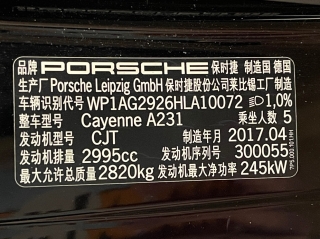 品牌 PORSCHE 保时捷 制造国 德国
生产厂 Porsche Leipzig GmbH 保时捷股份公司莱比锡工厂制造
车辆识别代号 WP1AG2926HLA10072 1,0%
整车型号 Cayenne A231 乘坐人数 5
发动机型号 CJT 制造年月 2017.04
发动机排量 2995cc 发动机序列号 300055
最大允许总质量 2820kg 发动机最大净功率 245kW